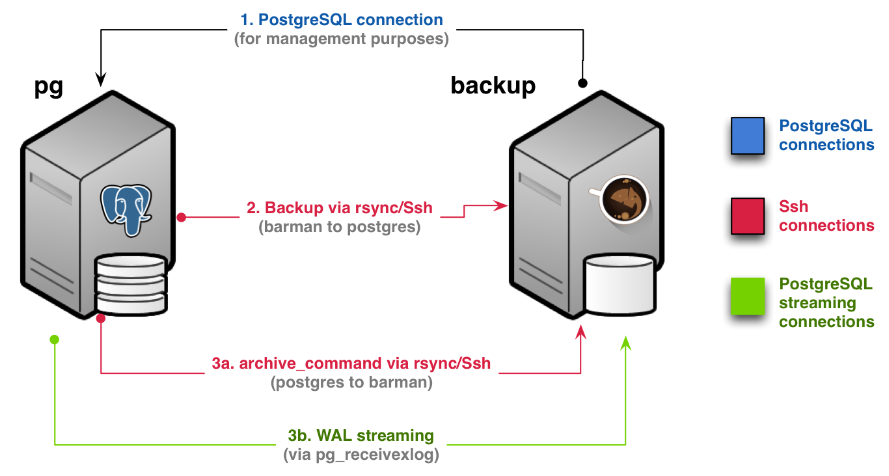 1. PostgreSQL connection
(for management purposes)
pg
backup
PostgreSQL
connections
2. Backup via rsync/Ssh
(barman to postgres)
Ssh
connections
PostgreSQL
streaming
connections
3a. archive_command via rsync/Ssh
(postgres to barman)
3b. WAL streaming
(via pg_receivexlog)